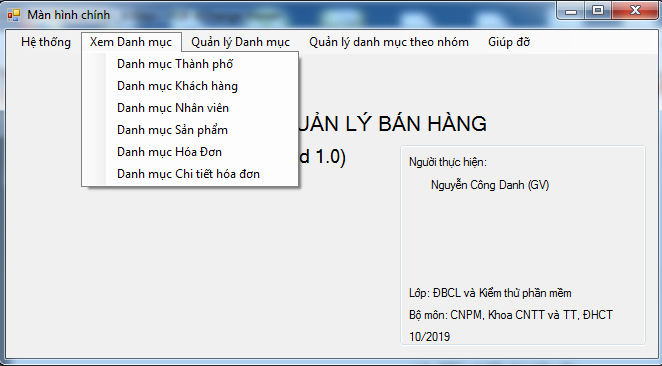 Màn hình chính
Hệ thống Xem Danh mục Quản lý Danh mục Quản lý danh mục theo nhóm Giúp đỡ
Danh mục Thành phố
Danh mục Khách hàng
Danh mục Nhân viên
Danh mục Sản phẩm
Danh mục Hóa Đơn
Danh mục Chi tiết hóa đơn
UẢN LÝ BÁN HÀNG
d 1.0)
Người thực hiện:
Nguyễn Công Danh (GV)
Lớp: ĐBCL và Kiểm thử phần mềm
Bộ môn: CNPM, Khoa CNTT và TT, ĐHCT
10/2019